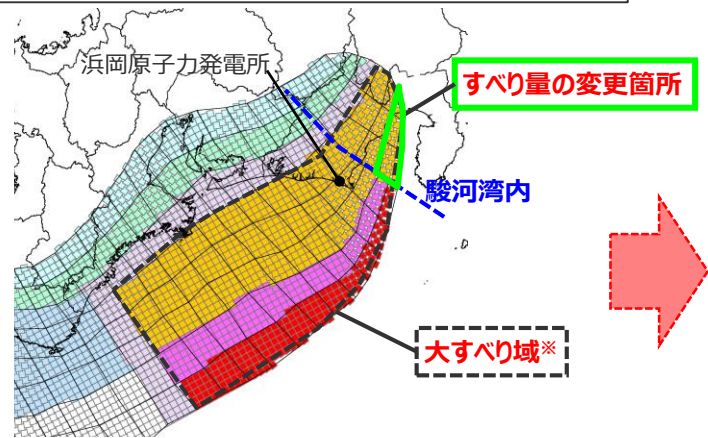 浜岡原子力発電所
すべり量の変更箇所
駿河湾内
大すべり域※